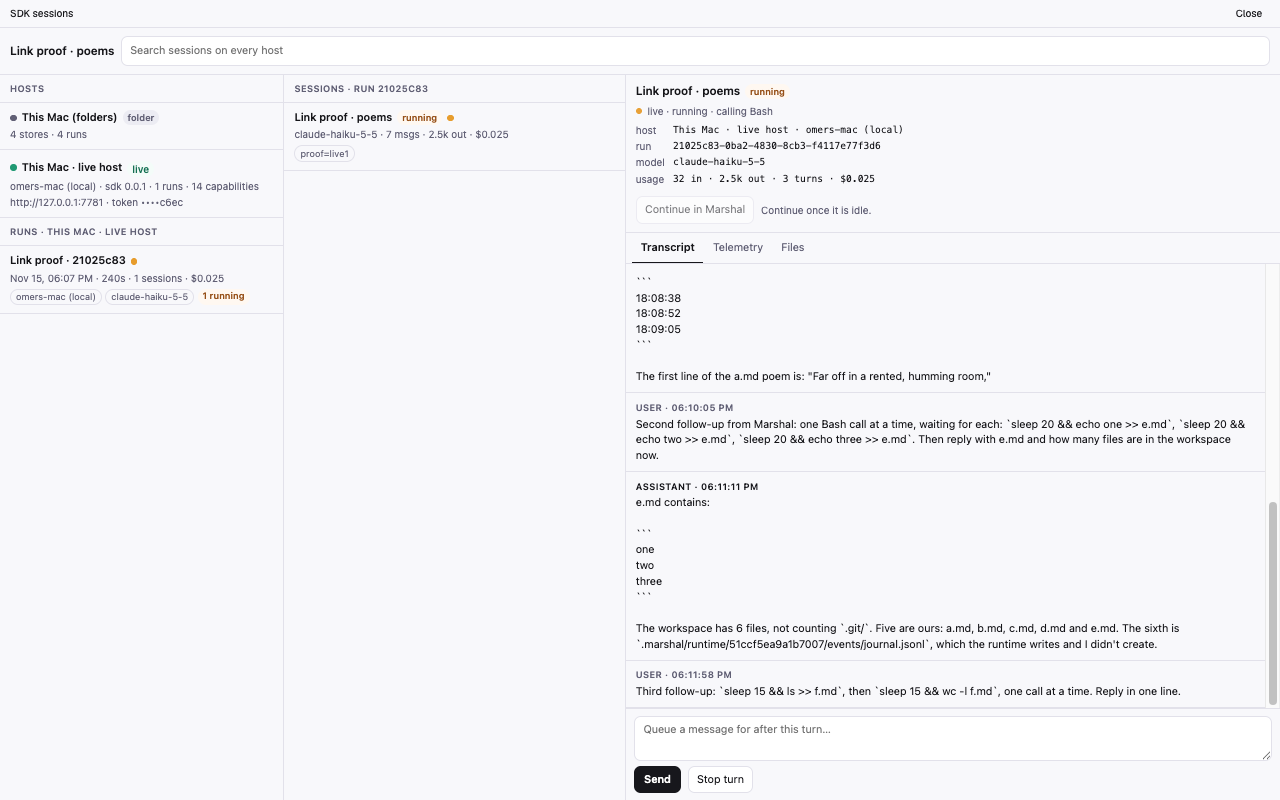 SDK sessions
Close
Link proof · poems
Search sessions on every host
HOSTS
This Mac (folders) folder
4 stores · 4 runs
This Mac · live host live
omers-mac (local) · sdk 0.0.1 · 1 runs · 14 capabilities
http://127.0.0.1:7781 · token ····c6ec
RUNS · THIS MAC · LIVE HOST
Link proof · 21025c83
Nov 15, 06:07 PM · 240s · 1 sessions · $0.025
omers-mac (local) claude-haiku-5-5 1 running
SESSIONS · RUN 21025C83
Link proof · poems running
claude-haiku-5-5 · 7 msgs · 2.5k out · $0.025
proof=live1
Link proof · poems running
live · running · calling Bash
host This Mac · live host · omers-mac (local)
run 21025c83-0ba2-4830-8cb3-f4117e77f3d6
model claude-haiku-5-5
usage 32 in · 2.5k out · 3 turns · $0.025
Continue in Marshal Continue once it is idle.
Transcript Telemetry Files
```
18:08:38
18:08:52
18:09:05
```
The first line of the a.md poem is: "Far off in a rented, humming room,"
USER · 06:10:05 PM
Second follow-up from Marshal: one Bash call at a time, waiting for each: `sleep 20 && echo one >> e.md`, `sleep 20 &&
echo two >> e.md`, `sleep 20 && echo three >> e.md`. Then reply with e.md and how many files are in the workspace
now.
ASSISTANT · 06:11:11 PM
e.md contains:
```
one
two
three
```
The workspace has 6 files, not counting `.git/`. Five are ours: a.md, b.md, c.md, d.md and e.md. The sixth is
`.marshal/runtime/51ccf5ea9a1b7007/events/journal.jsonl`, which the runtime writes and I didn't create.
USER · 06:11:58 PM
Third follow-up: `sleep 15 && ls >> f.md`, then `sleep 15 && wc -l f.md`, one call at a time. Reply in one line.
Queue a message for after this turn...
Send Stop turn